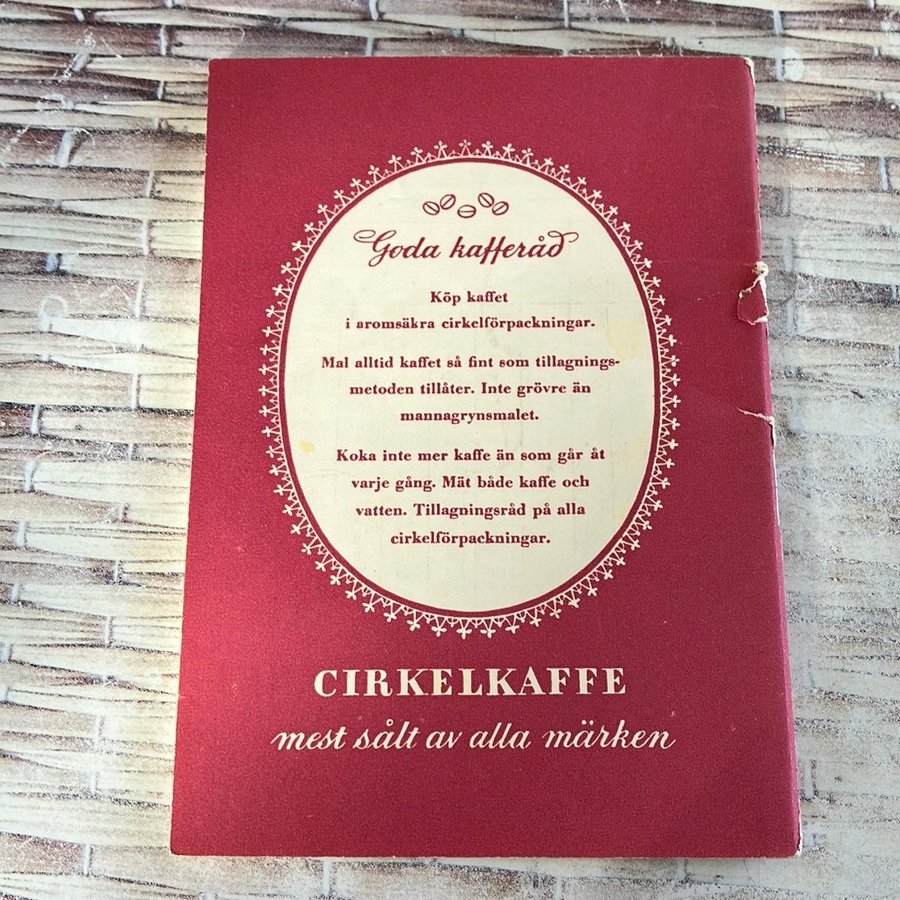 Goda kafferåd
Köp kaffet
i aromsäkra cirkelförpackningar.
Mal alltid kaffet så fint som tillagnings-
metoden tillåter. Inte grövre än
mannagrynsmalet.
Koka inte mer kaffe än som går åt
varje gång. Mät både kaffe och
vatten. Tillagningsråd på alla
cirkelförpackningar.
CIRKELKAFFE
mest sålt av alla märken